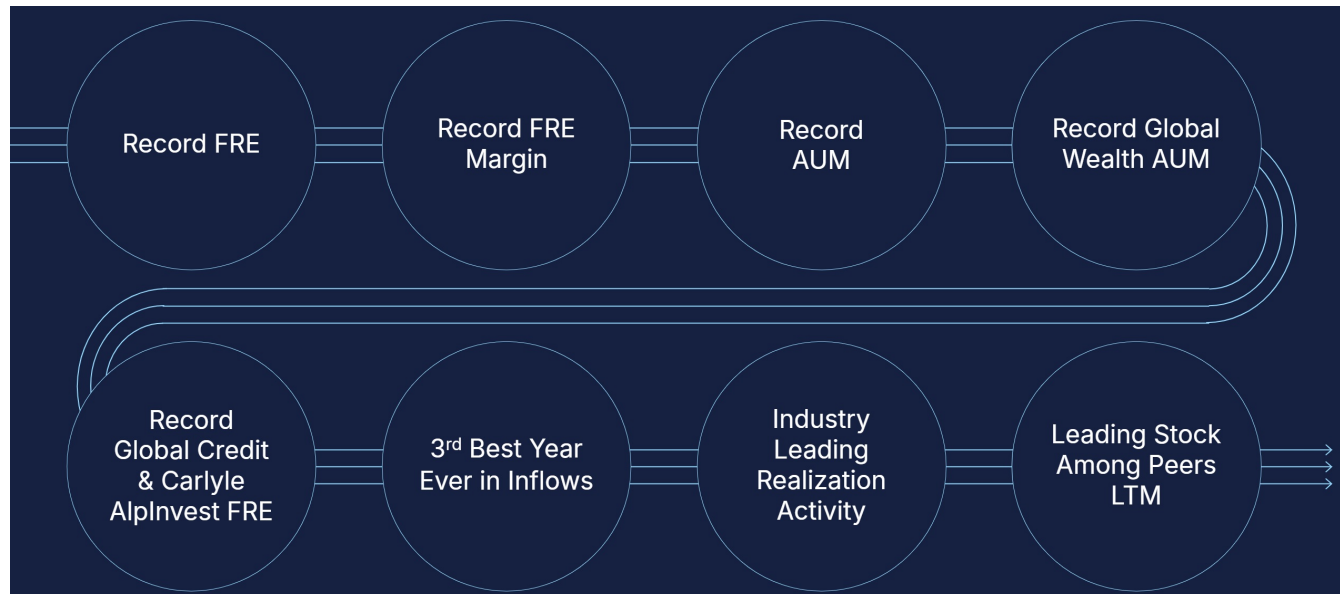 Record FRE
Record FRE
Margin
Record
AUM
Record Global
Wealth AUM
Record
Global Credit
& Carlyle
AlpInvest FRE
3rd Best Year
Ever in Inflows
Industry
Leading
Realization
Activity
Leading Stock
Among Peers
LTM